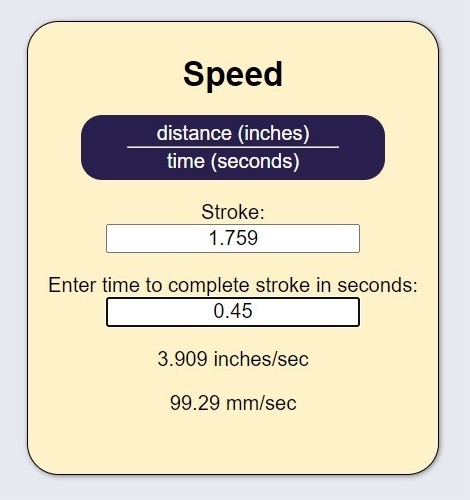 Speed
distance (inches)
time (seconds)
Stroke:
1.759
Enter time to complete stroke in seconds:
0.45
3.909 inches/sec
99.29 mm/sec